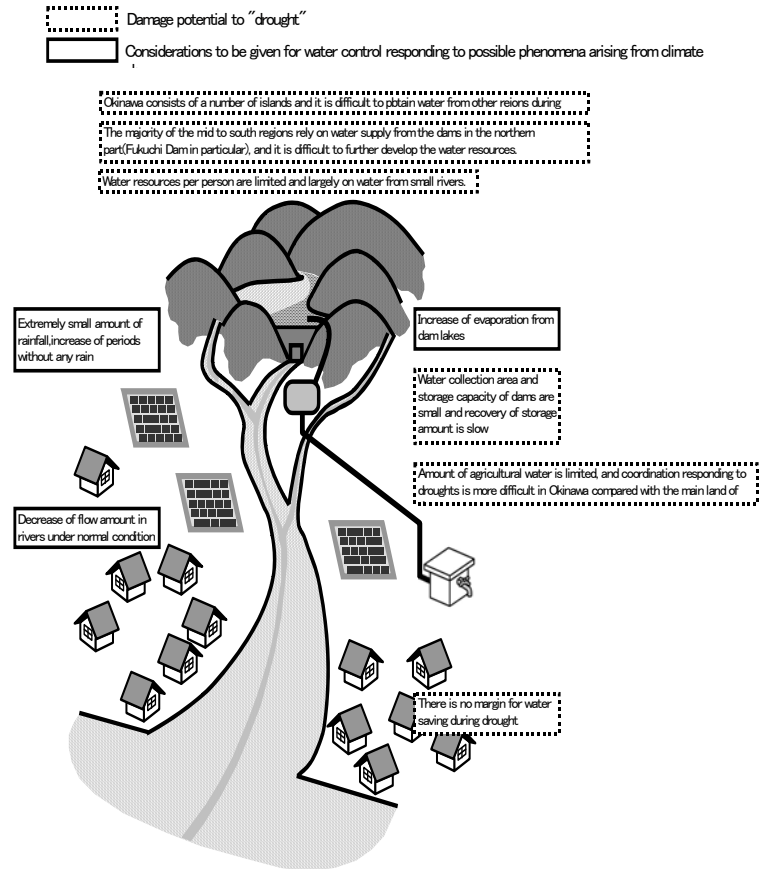 Damage potential to "drought"
Considerations to be given for water control responding to possible phenomena arising from climate
Okinawa consists of a number of islands and it is difficult to pbtain water from other reions during
The majority of the mid to south regions rely on water supply from the dams in the northern
part(Fukuchi Dam in particular), and it is difficult to further develop the water resources.
Water resources per person are limited and largely on water from small rivers.
Extremely small amount of
rainfall,increase of periods
without any rain
Increase of evaporation from
dam lakes
Water collection area and
storage capacity of dams are
small and recovery of storage
amount is slow
Amount of agricultural water is limited, and coordination responding to
droughts is more difficult in Okinawa compared with the main land of
Decrease of flow amount in
rivers under normal condition
There is no margin for water
saving during drought